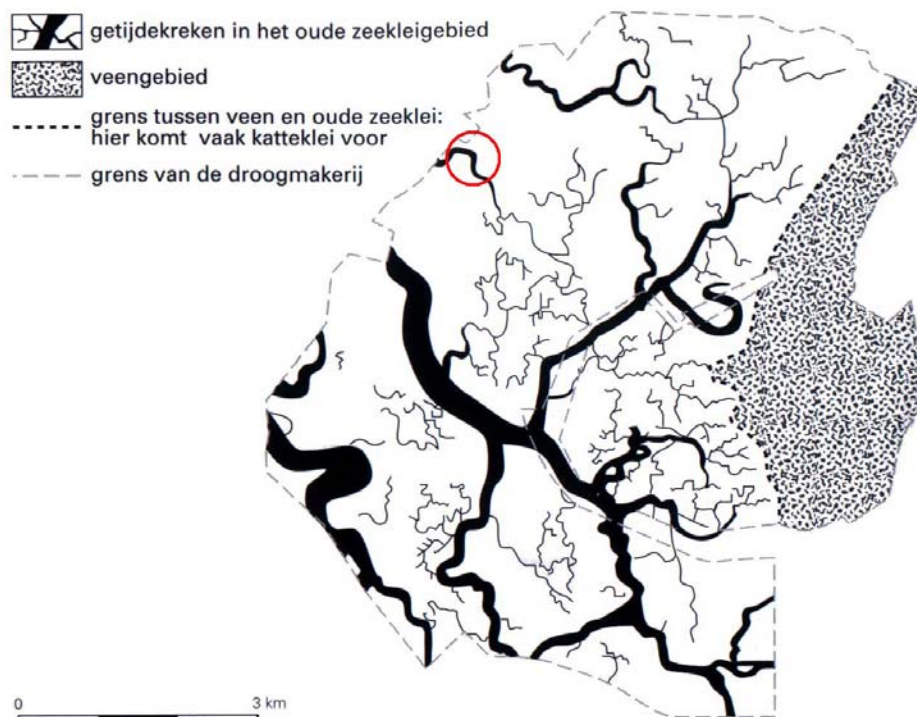 getijdekreken in het oude zeekleigebied
veengebied
grens tussen veen en oude zeeklei:
hier komt vaak katteklei voor
grens van de droogmakerij
0 3 km